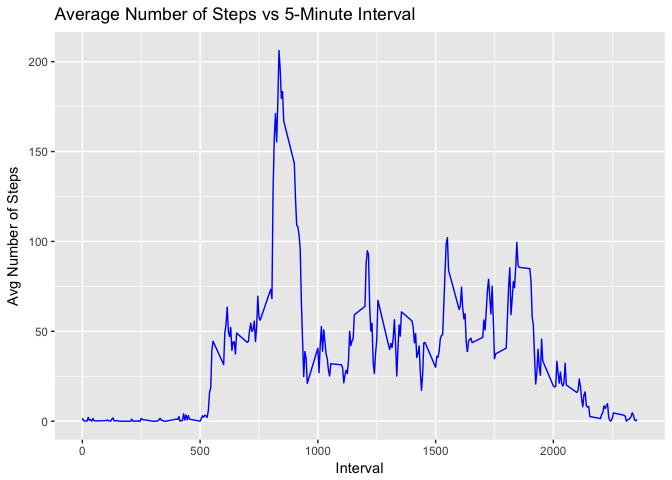 Average Number of Steps vs 5-Minute Interval
Avg Number of Steps
200
150
100
50
0
0 500 1000 1500 2000
Interval